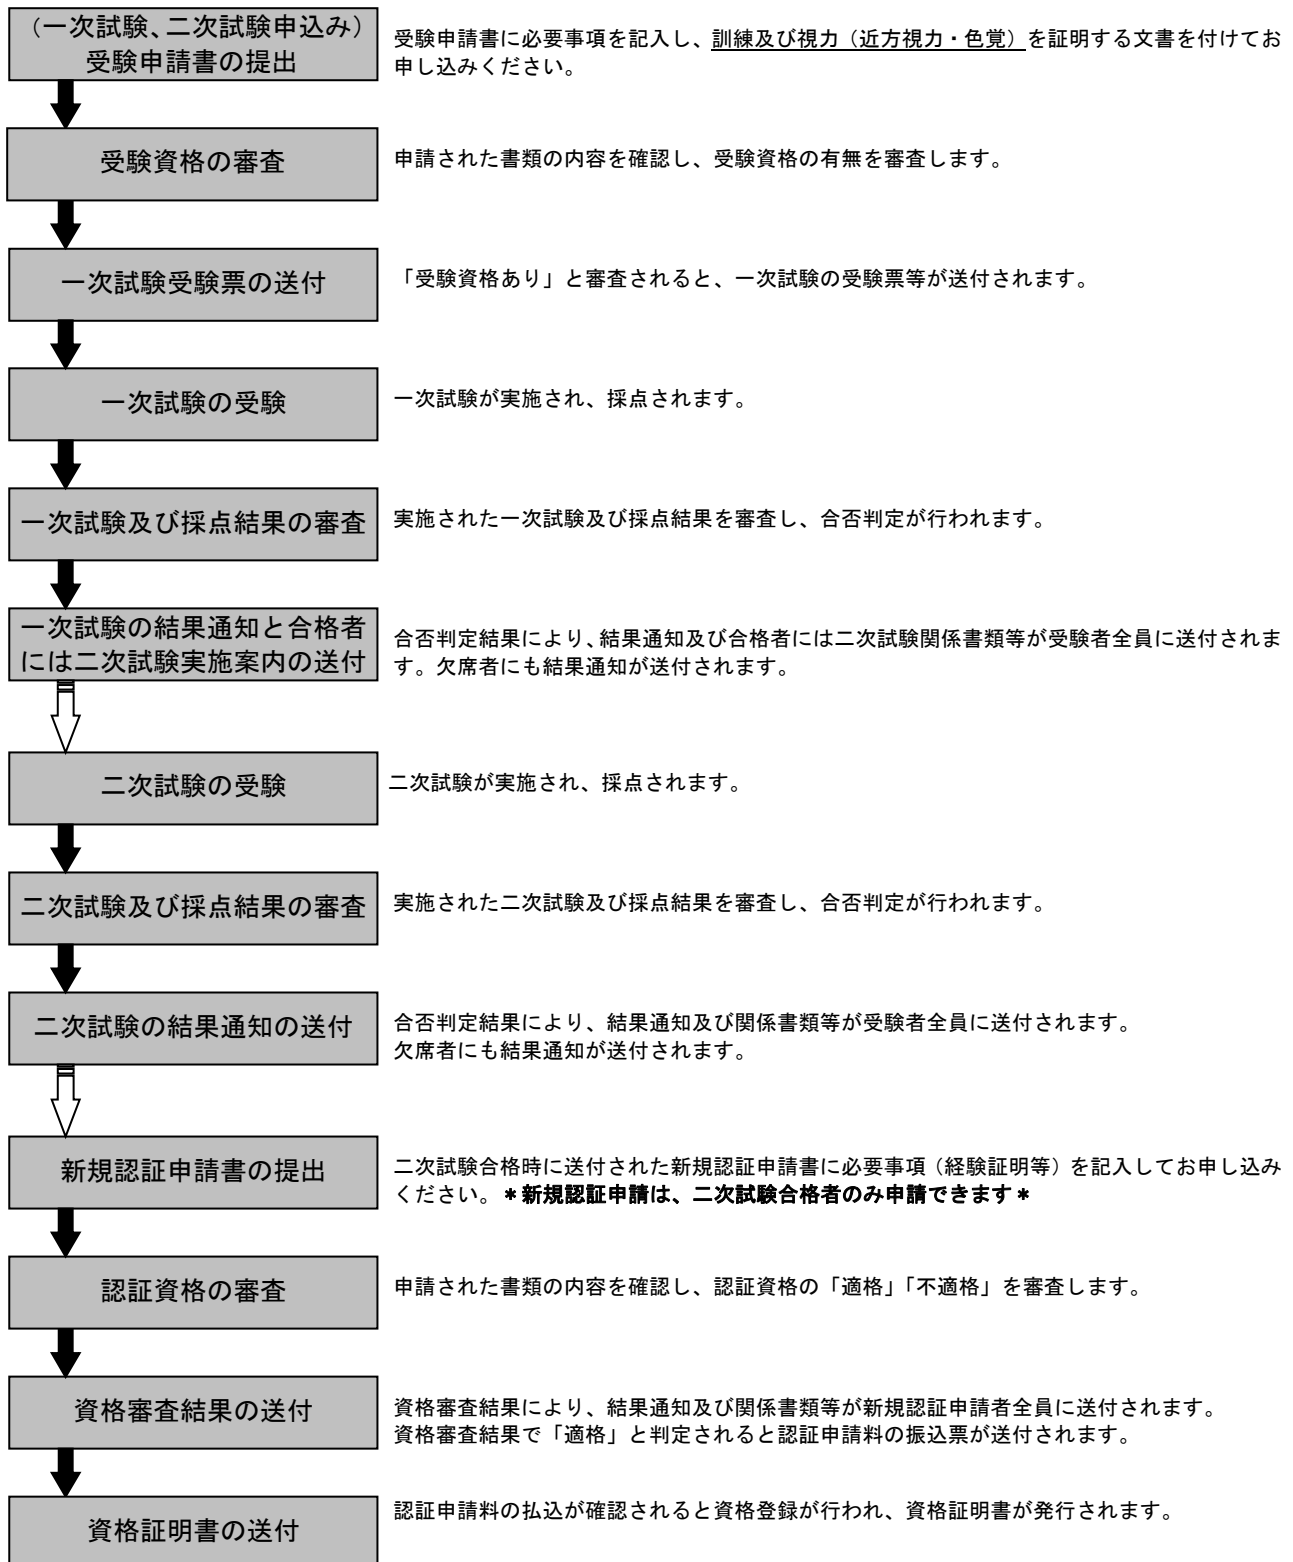 （一次試験、二次試験申込み）
受験申請書の提出
受験申請書に必要事項を記入し、訓練及び視力（近方視力・色覚）を証明する文書を付けてお
申し込みください。
受験資格の審査
申請された書類の内容を確認し、受験資格の有無を審査します。
一次試験受験票の送付
「受験資格あり」と審査されると、一次試験の受験票等が送付されます。
一次試験の受験
一次試験が実施され、採点されます。
一次試験及び採点結果の審査
実施された一次試験及び採点結果を審査し、合否判定が行われます。
一次試験の結果通知と合格者
には二次試験実施案内の送付
合否判定結果により、結果通知及び合格者には二次試験関係書類等が受験者全員に送付されま
す。欠席者にも結果通知が送付されます。
二次試験の受験
二次試験が実施され、採点されます。
二次試験及び採点結果の審査
実施された二次試験及び採点結果を審査し、合否判定が行われます。
二次試験の結果通知の送付
合否判定結果により、結果通知及び関係書類等が受験者全員に送付されます。
欠席者にも結果通知が送付されます。
新規認証申請書の提出
二次試験合格時に送付された新規認証申請書に必要事項（経験証明等）を記入してお申し込み
ください。＊新規認証申請は、二次試験合格者のみ申請できます＊
認証資格の審査
申請された書類の内容を確認し、認証資格の「適格」「不適格」を審査します。
資格審査結果の送付
資格審査結果により、結果通知及び関係書類等が新規認証申請者全員に送付されます。
資格審査結果で「適格」と判定されると認証申請料の振込票が送付されます。
資格証明書の送付
認証申請料の払込が確認されると資格登録が行われ、資格証明書が発行されます。